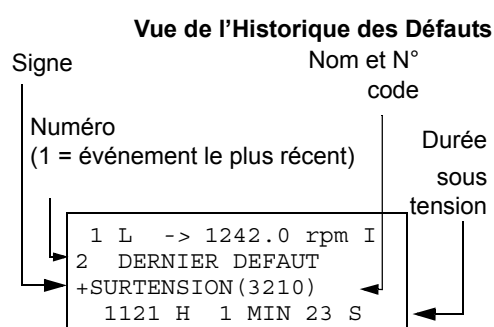 Vue de l'Historique des Défauts
Signe
Nom et N°
code
Numéro
(1 = événement le plus récent)
Durée
sous
tension
1 L -> 1242.0 rpm I
2 DERNIER DEFAUT
+SURTENSION(3210)
1121 H 1 MIN 23 S